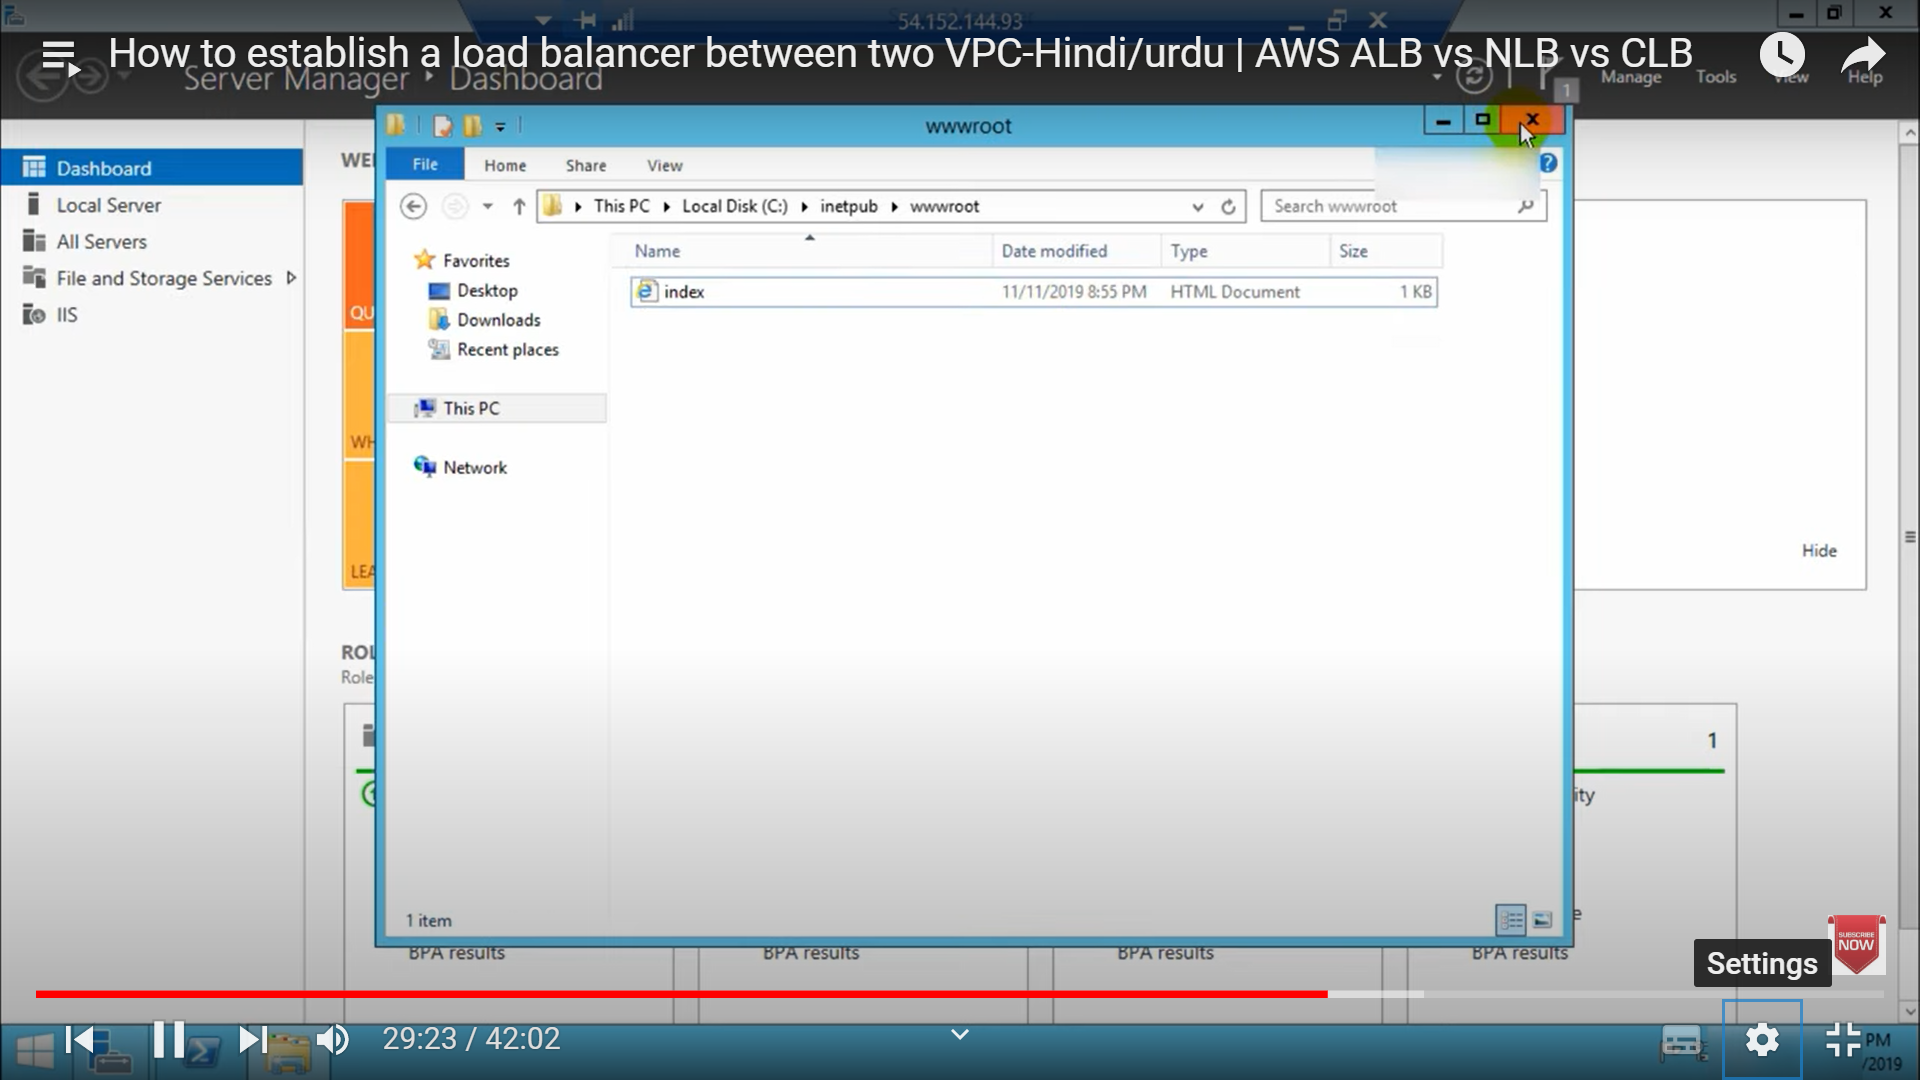 54.152.144.93
How to establish a load balancer between two VPC-Hindi/urdu | AWS ALB vs NLB vs CLB
Server Manager
Dashboard
1
Manage
Tools
View
Help
wwwroot
File
Home
Share
View
This PC
Local Disk (C:)
inetpub
wwwroot
Search wwwroot
Dashboard
Local Server
All Servers
File and Storage Services
IIS
WE
QU
WH
LEA
Favorites
Desktop
Downloads
Recent places
This PC
Network
Name
Date modified
Type
Size
index
11/11/2019 8:55 PM
HTML Document
1 KB
Hide
ROL
Role
1
ity
e
1 item
BPA results
BPA results
BPA results
BPA results
SUBSCRIBE
NOW
Settings
29:23 / 42:02
PM
/2019